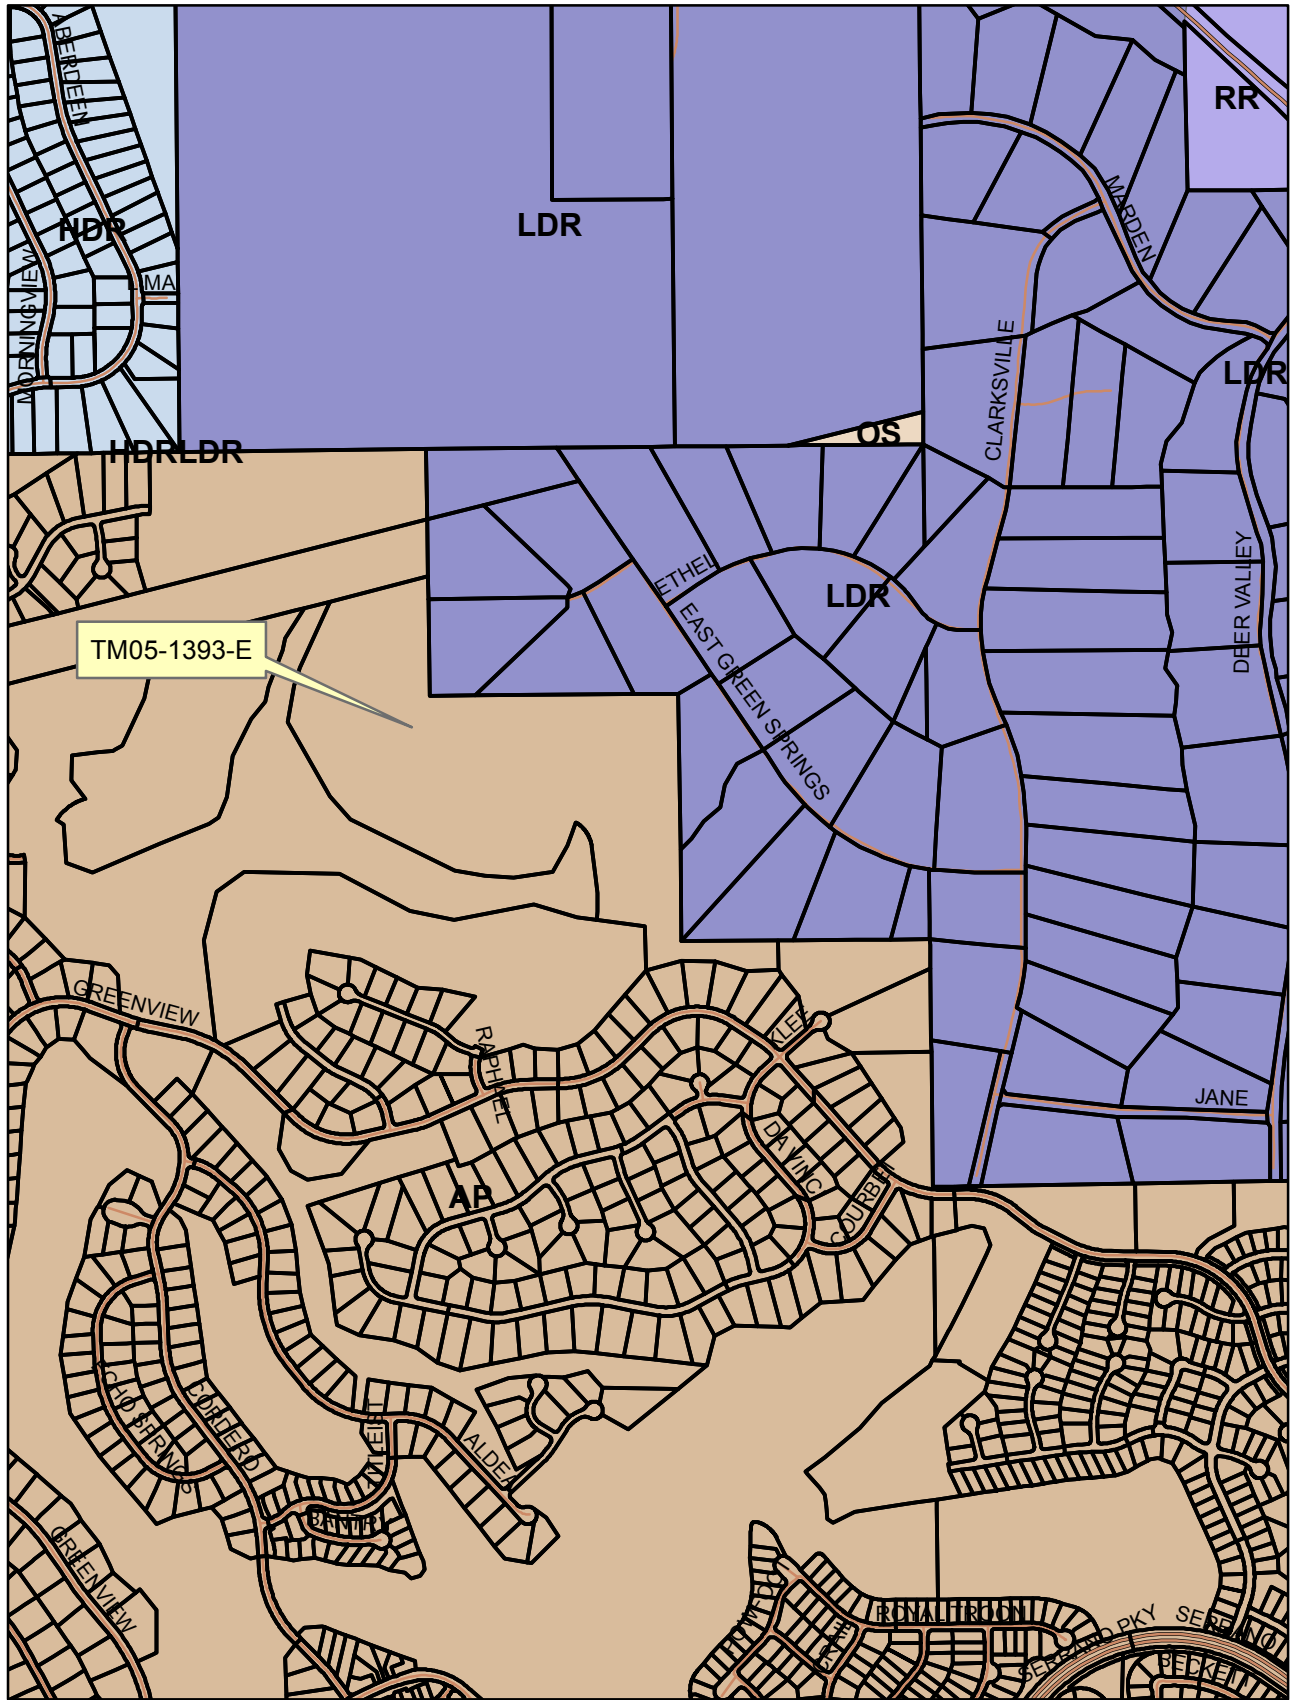 ABERDEEN
RR
MARDEN
HDR
LDR
LIMA
MORNINGVIEW
CLARKSVILLE
LDR
OS
HDRLDR
DEER VALLEY
ETHEL
LDR
EAST GREEN SPRINGS
TM05-1393-E
GREENVIEW
KLEE
RAPHAEL
JANE
DA VINCI
AP
COURBET
ECHO SPRINGS
CORDERO
ALDEA
BANTRY
GREENVIEW
ROYAL TROON
SERRANO PKY
SERRANO
BECKETT